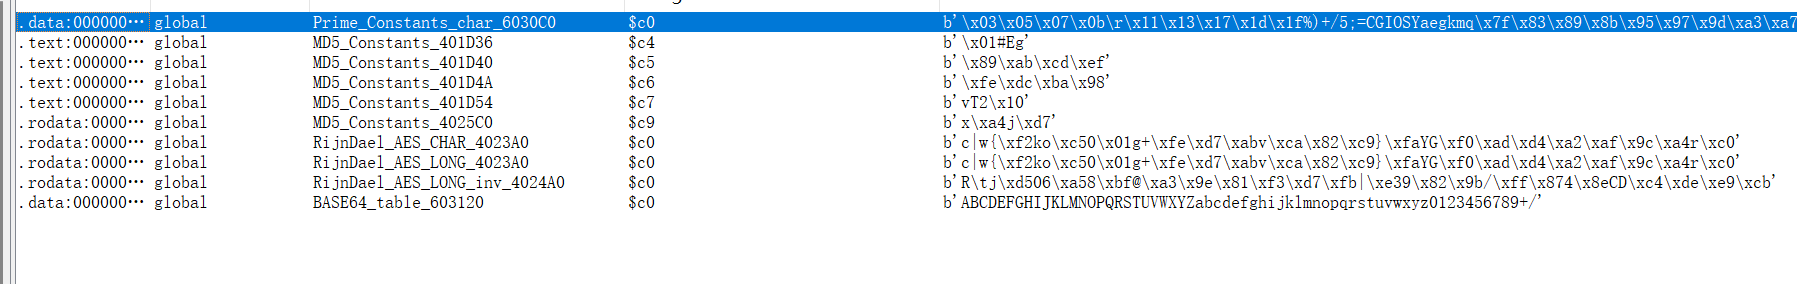 .data:000000… global Prime_Constants_char_6030C0 $c0 b'\x03\x05\x07\x0b\r\x11\x13\x17\x1d\x1f%)+/5;=CGIOSYaegkmq\x7f\x83\x89\x8b\x95\x97\x9d\xa3\xa7
.text:000000… global MD5_Constants_401D36 $c4 b'\x01#Eg'
.text:000000… global MD5_Constants_401D40 $c5 b'\x89\xab\xcd\xef'
.text:000000… global MD5_Constants_401D4A $c6 b'\xfe\xdc\xba\x98'
.text:000000… global MD5_Constants_401D54 $c7 b'vT2\x10'
.rodata:0000… global MD5_Constants_4025C0 $c9 b'x\xa4j\xd7'
.rodata:0000… global RijnDael_AES_CHAR_4023A0 $c0 b'c|w{\xf2ko\xc50\x01g+\xfe\xd7\xabv\xca\x82\xc9}\xfaYG\xf0\xad\xd4\xa2\xaf\x9c\xa4r\xc0'
.rodata:0000… global RijnDael_AES_LONG_4023A0 $c0 b'c|w{\xf2ko\xc50\x01g+\xfe\xd7\xabv\xca\x82\xc9}\xfaYG\xf0\xad\xd4\xa2\xaf\x9c\xa4r\xc0'
.rodata:0000… global RijnDael_AES_LONG_inv_4024A0 $c0 b'R\tj\xd506\xa58\xbf@\xa3\x9e\x81\xf3\xd7\xfb|\xe39\x82\x9b/\xff\x874\x8eCD\xc4\xde\xe9\xcb'
.data:000000… global BASE64_table_603120 $c0 b'ABCDEFGHIJKLMNOPQRSTUVWXYZabcdefghijklmnopqrstuvwxyz0123456789+/'